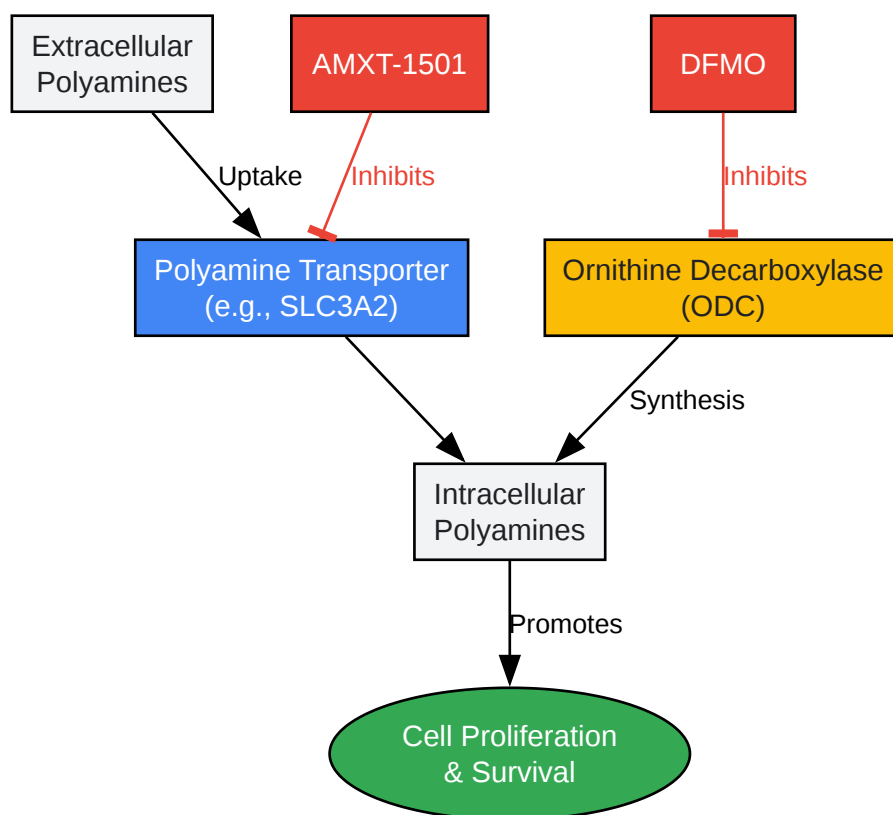 Extracellular
Polyamines
AMXT-1501
DFMO
Uptake
Inhibits
Inhibits
Polyamine Transporter
(e.g., SLC3A2)
Ornithine Decarboxylase
(ODC)
Synthesis
Intracellular
Polyamines
Promotes
Cell Proliferation
& Survival